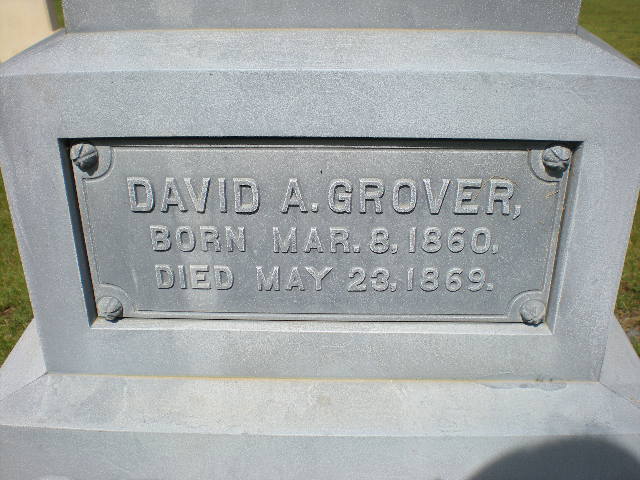 DAVID A. GROVER,
BORN MAR. 8, 1860.
DIED MAY 23, 1869.